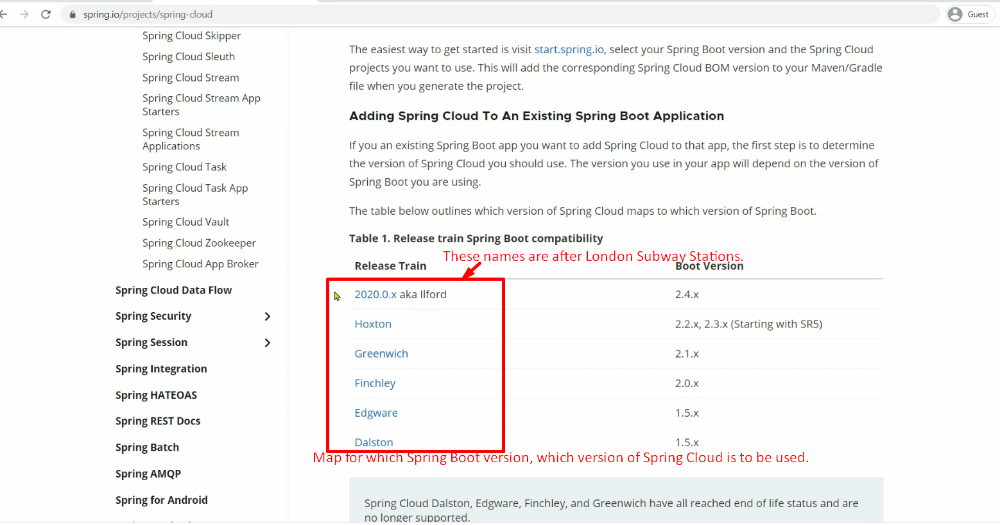 spring.io/projects/spring-cloud
Guest
Spring Cloud Skipper
Spring Cloud Sleuth
Spring Cloud Stream
Spring Cloud Stream App
Starters
Spring Cloud Stream
Applications
Spring Cloud Task
Spring Cloud Task App
Starters
Spring Cloud Vault
Spring Cloud Zookeeper
Spring Cloud App Broker
Spring Cloud Data Flow
Spring Security
Spring Session
Spring Integration
Spring HATEOAS
Spring REST Docs
Spring Batch
Spring AMQP
Spring for Android
The easiest way to get started is visit start.spring.io, select your Spring Boot version and the Spring Cloud
projects you want to use. This will add the corresponding Spring Cloud BOM version to your Maven/Gradle
file when you generate the project.
Adding Spring Cloud To An Existing Spring Boot Application
If you an existing Spring Boot app you want to add Spring Cloud to that app, the first step is to determine
the version of Spring Cloud you should use. The version you use in your app will depend on the version of
Spring Boot you are using.
The table below outlines which version of Spring Cloud maps to which version of Spring Boot.
Table 1. Release train Spring Boot compatibility
These names are after London Subway Stations.
Release Train Boot Version
2020.0.x aka Ilford 2.4.x
Hoxton 2.2.x, 2.3.x (Starting with SR5)
Greenwich 2.1.x
Finchley 2.0.x
Edgware 1.5.x
Dalston 1.5.x
Map for which Spring Boot version, which version of Spring Cloud is to be used.
Spring Cloud Dalston, Edgware, Finchley, and Greenwich have all reached end of life status and are
no longer supported.